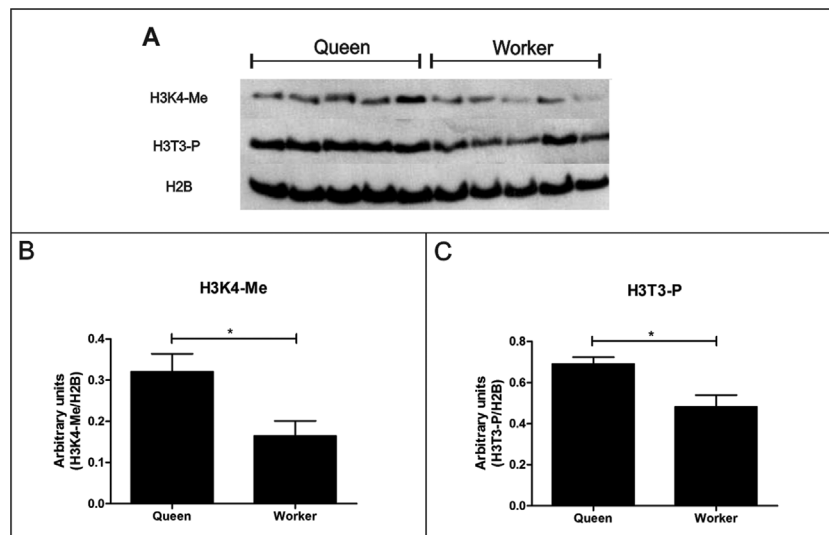 A
Queen
Worker
H3K4-Me
H3T3-P
H2B
B
H3K4-Me
*
0.4
0.3
0.2
0.1
0.0
Arbitrary units
(H3K4-Me/H2B)
Queen
Worker
C
H3T3-P
*
0.8
0.6
0.4
0.2
0.0
Arbitrary units
(H3T3-P/H2B)
Queen
Worker